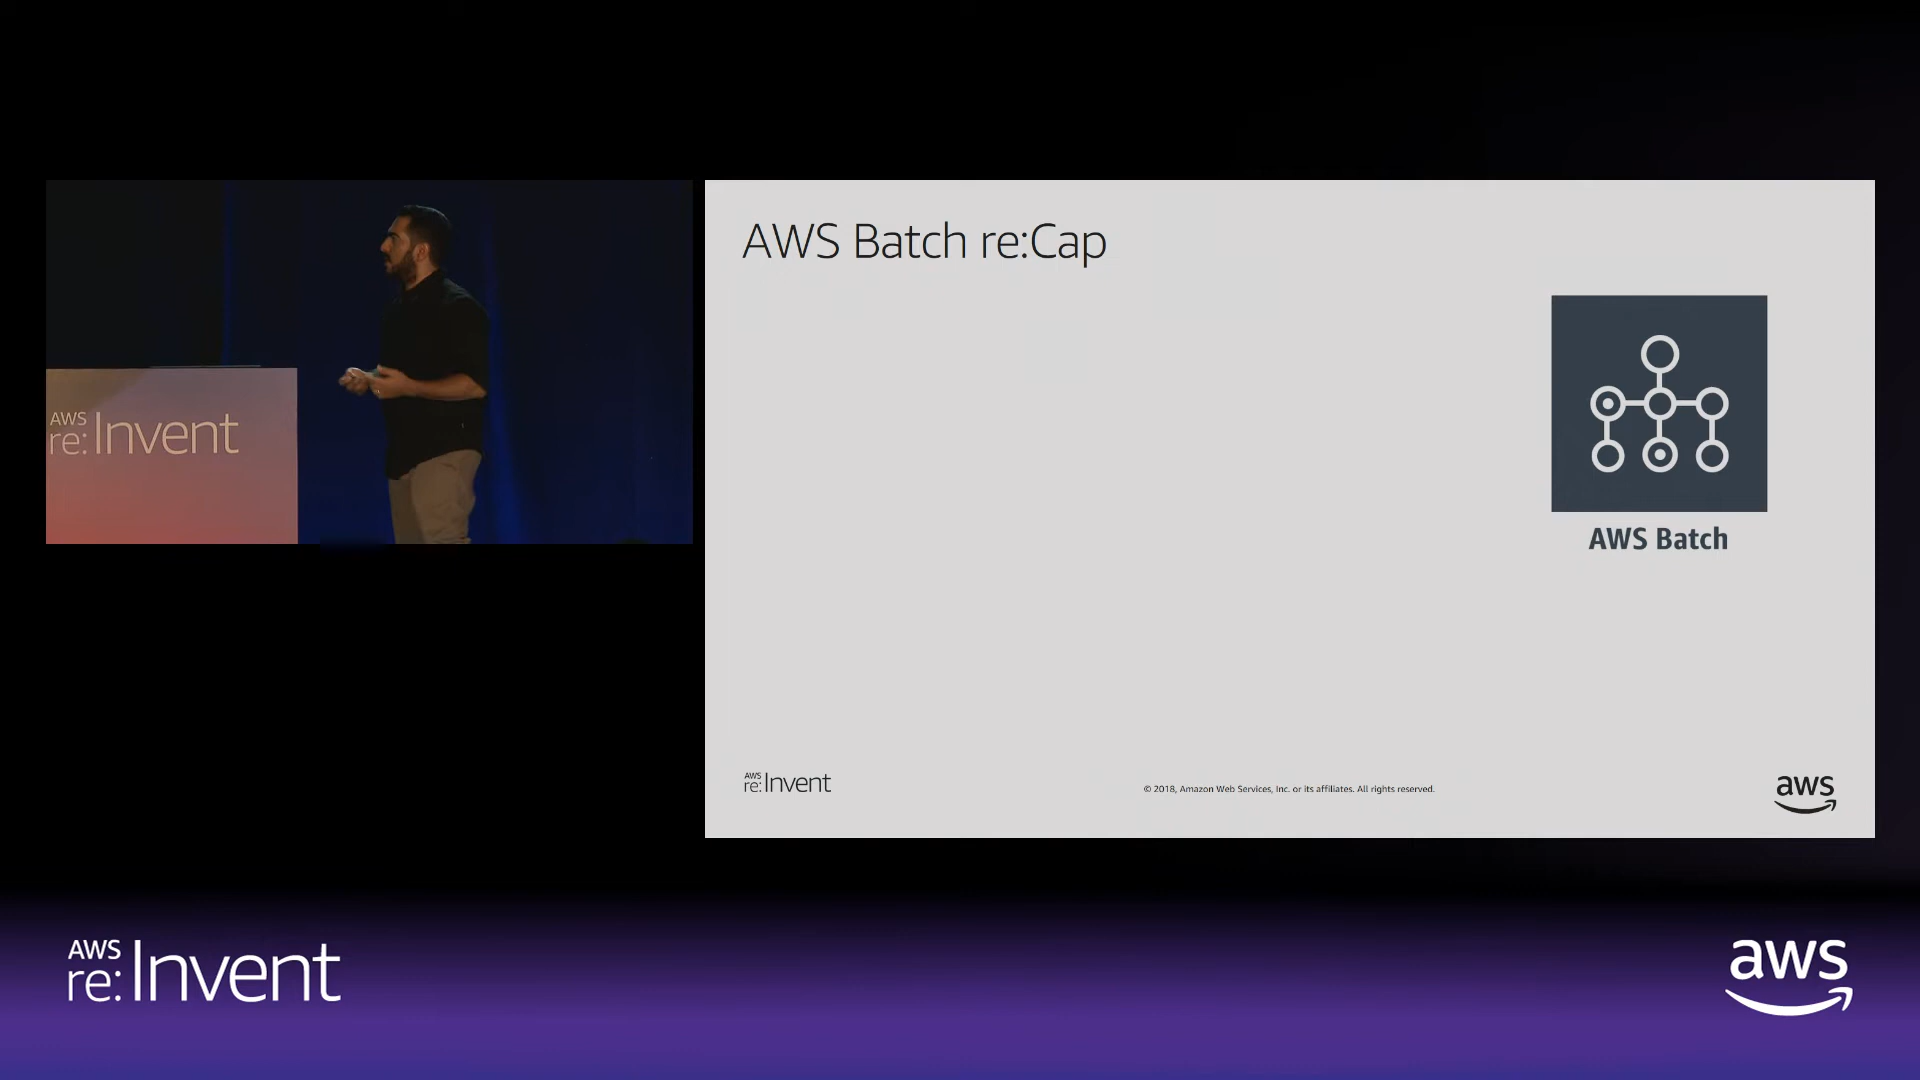 AWS
re:Invent
AWS Batch re:Cap
AWS Batch
AWS
re:Invent
© 2018, Amazon Web Services, Inc. or its affiliates. All rights reserved.
aws
AWS
re:Invent
aws